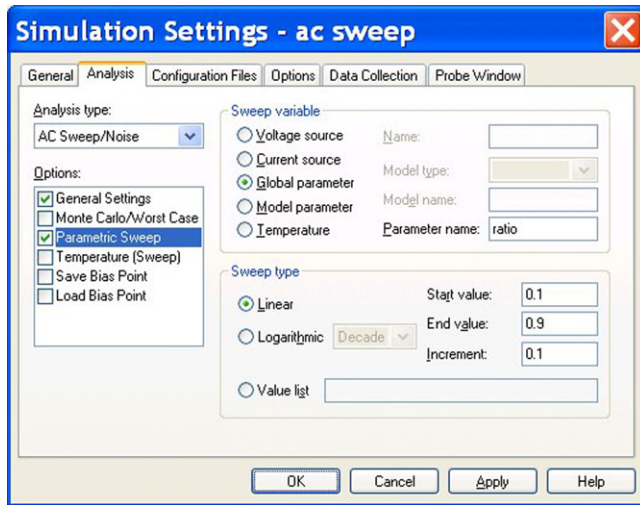 Simulation Settings - ac sweep
General Analysis Configuration Files Options Data Collection Probe Window
Analysis type:
AC Sweep/Noise
Options:
General Settings
Monte Carlo/Worst Case
Parametric Sweep
Temperature (Sweep)
Save Bias Point
Load Bias Point
Sweep variable
Voltage source
Current source
Global parameter
Model parameter
Temperature
Name:
Model type:
Model name:
Parameter name: ratio
Sweep type
Linear
Logarithmic Decade
Value list
Start value: 0.1
End value: 0.9
Increment: 0.1
OK Cancel Apply Help